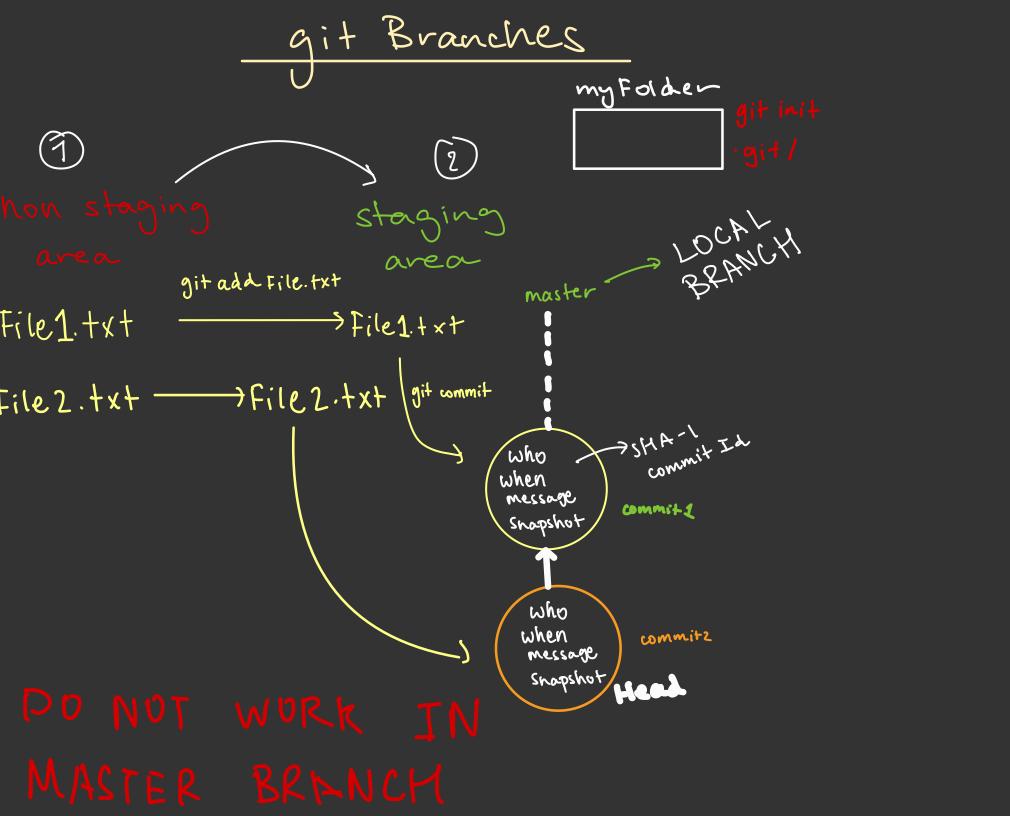 git Branches
myFolder
git init
.git/
1
2
non staging
area
staging
area
LOCAL
BRANCH
master
git add File.txt
File1.txt
File1.txt
File2.txt
File2.txt
git commit
who
when
message
snapshot
SHA-1
commit Id
commit1
who
when
message
snapshot
commit2
Head
DO NOT WORK IN
MASTER BRANCH